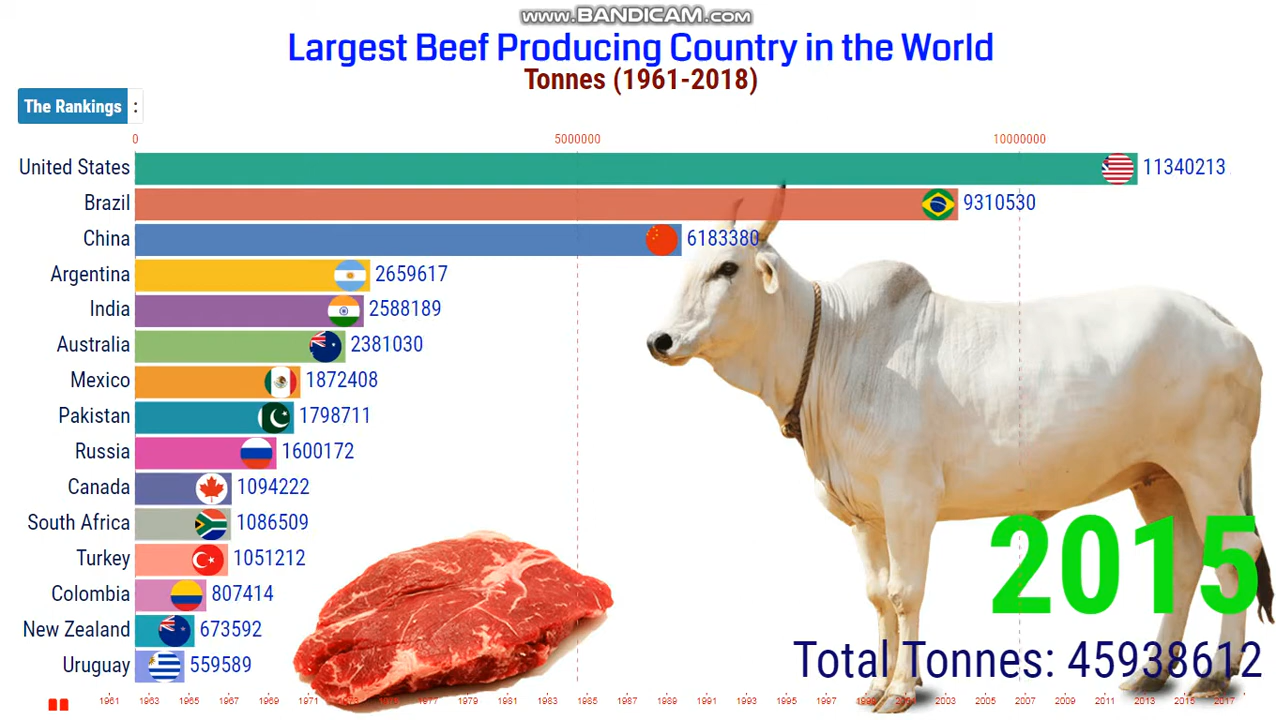 www.BANDICAM.com
Largest Beef Producing Country in the World
Tonnes (1961-2018)
The Rankings :
0 5000000 10000000
United States 11340213
Brazil 9310530
China 6183380
Argentina 2659617
India 2588189
Australia 2381030
Mexico 1872408
Pakistan 1798711
Russia 1600172
Canada 1094222
South Africa 1086509
Turkey 1051212
Colombia 807414
New Zealand 673592
Uruguay 559589
2015
Total Tonnes: 45938612
1961 1963 1965 1967 1969 1971 1977 1979 1981 1983 1985 1987 1989 1991 1993 1995 1997 1999 2003 2005 2007 2009 2011 2013 2015 2017